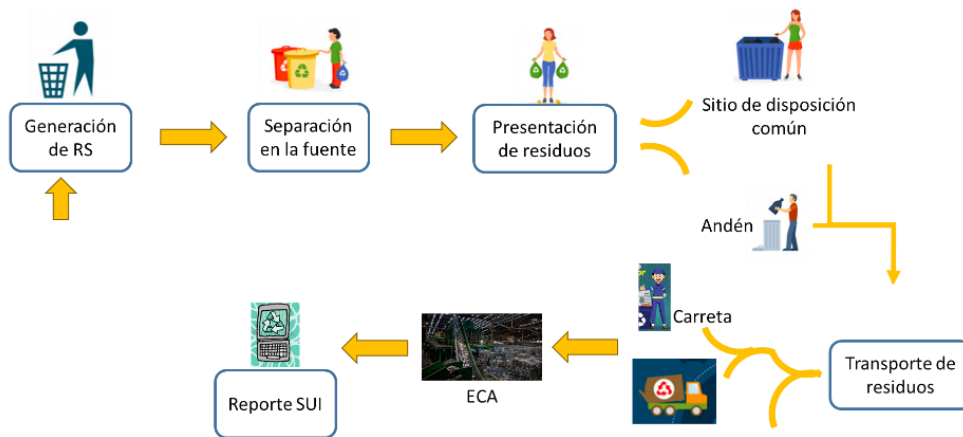 Generación
de RS
Separación
en la fuente
Presentación
de residuos
Sitio de disposición
común
Andén
Carreta
Transporte de
residuos
ECA
Reporte SUI